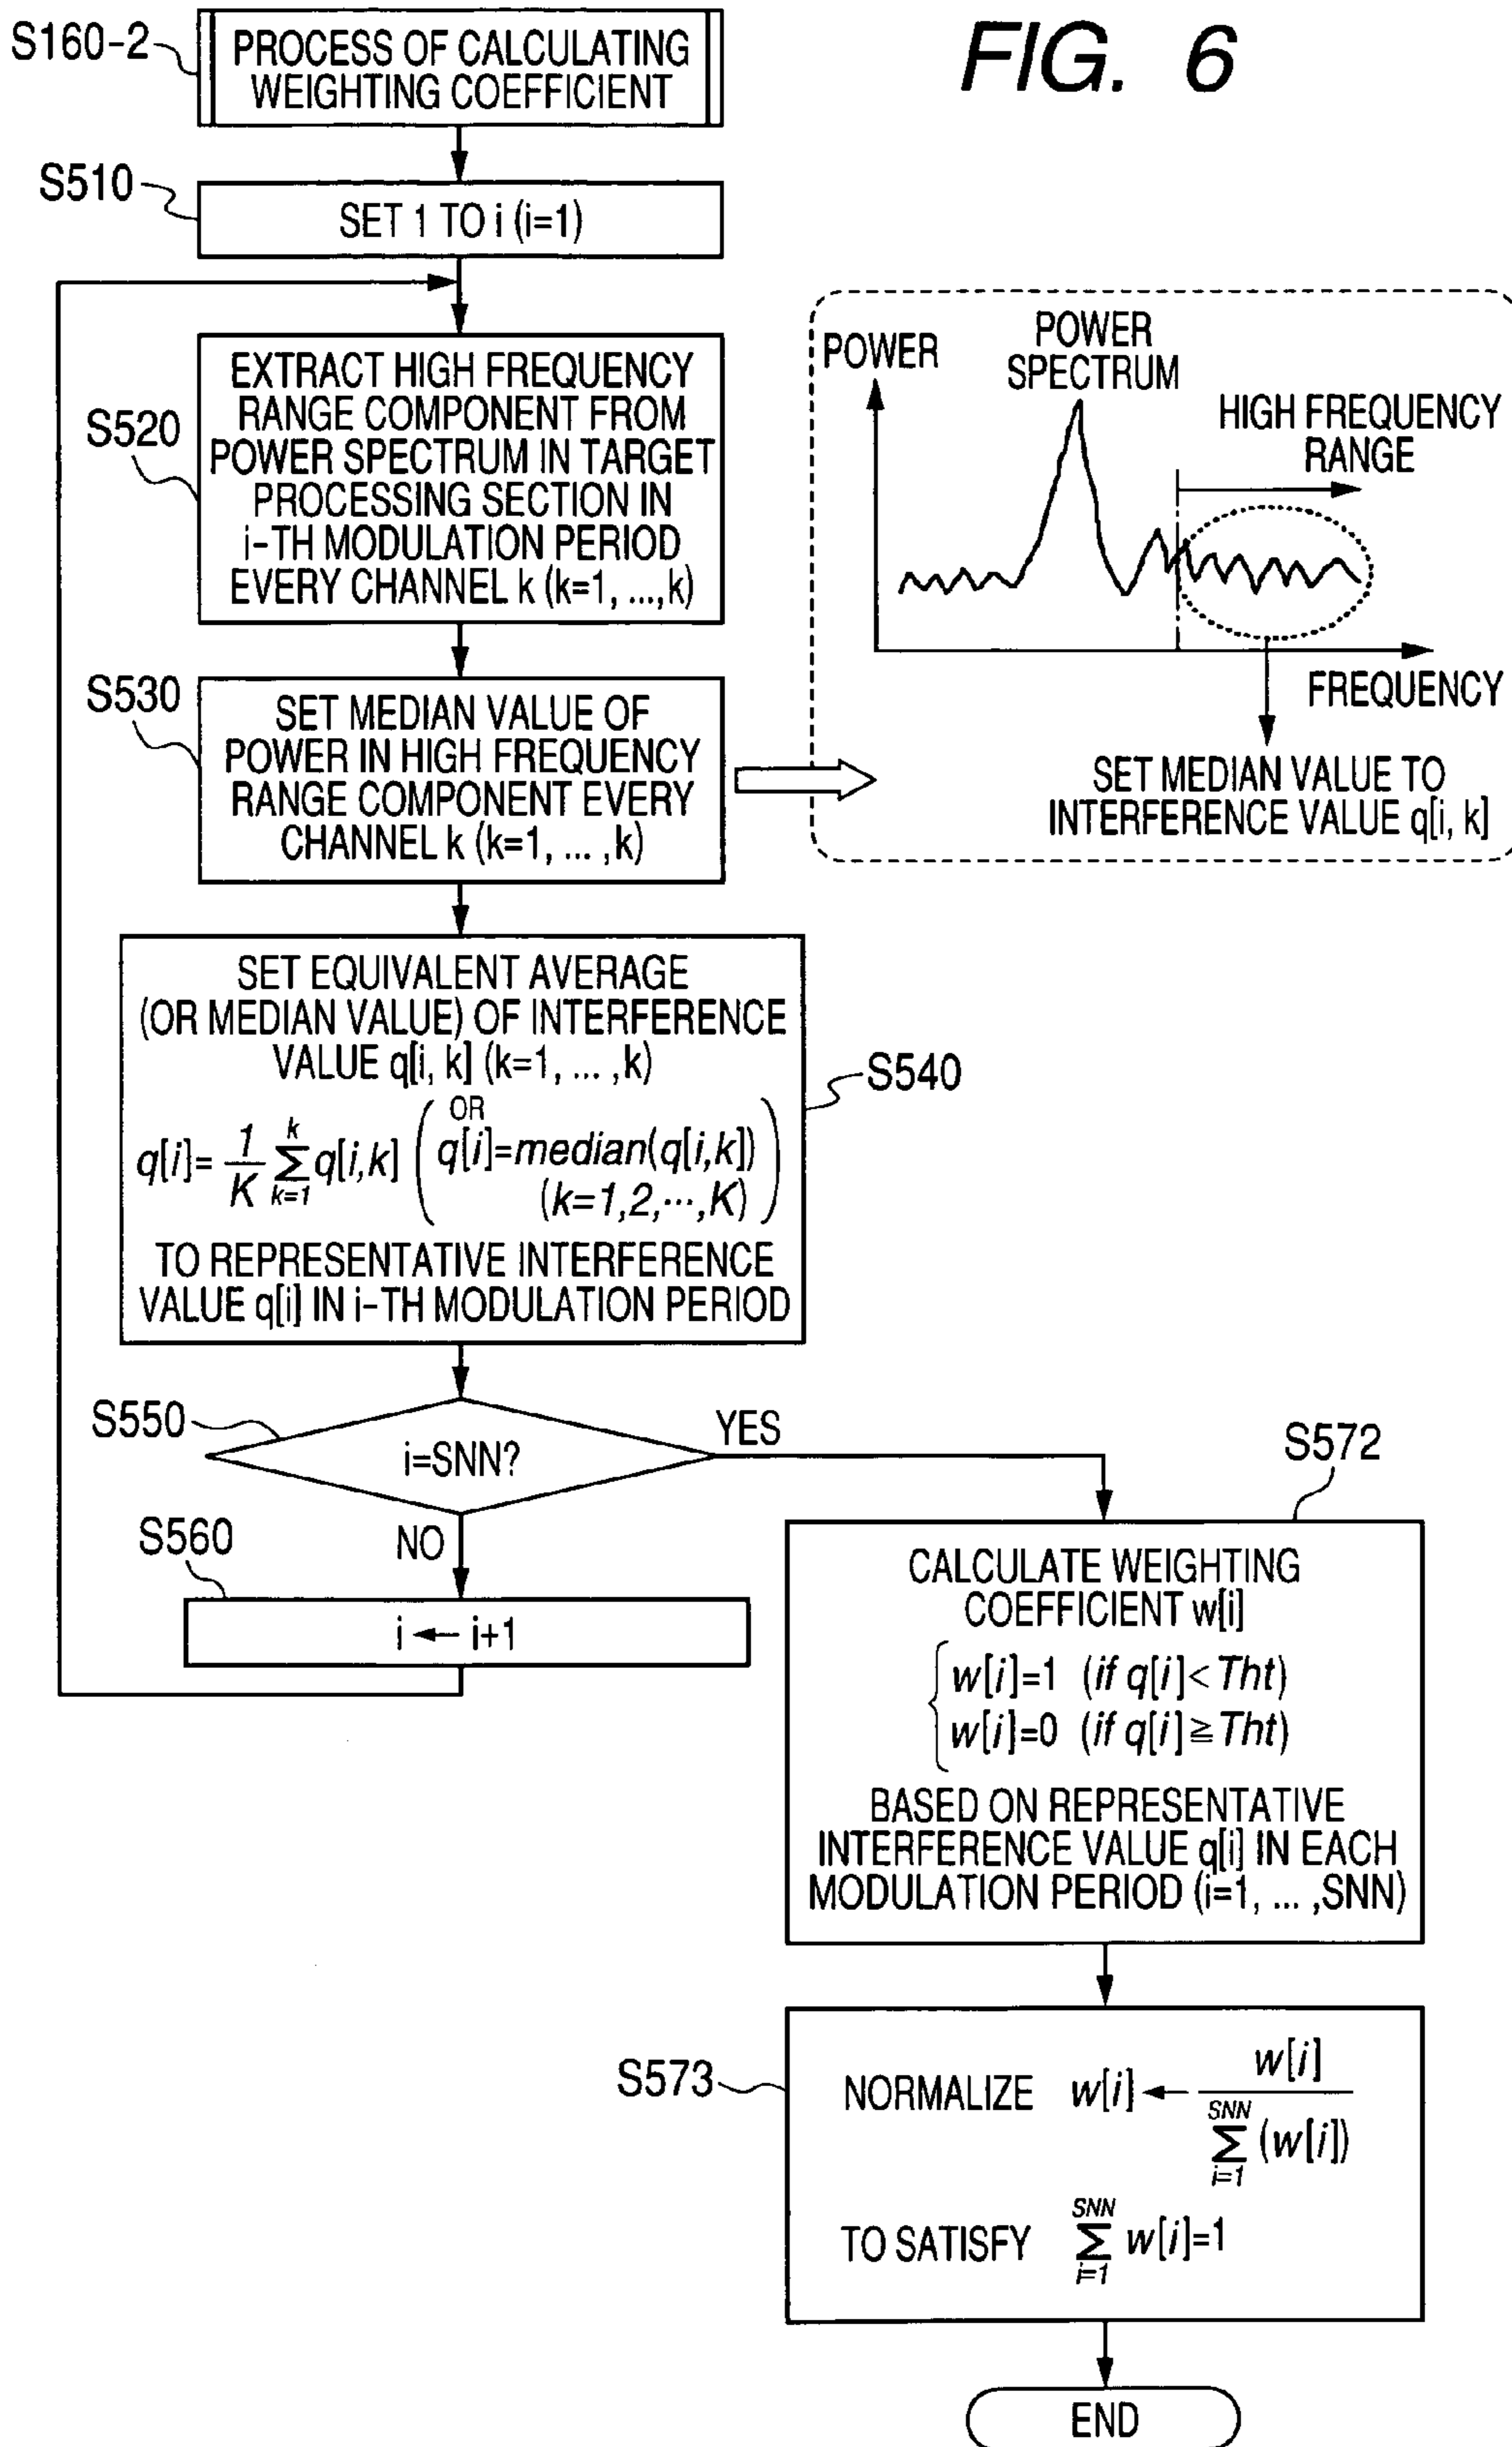 FIG. 6
S160-2
PROCESS OF CALCULATING
WEIGHTING COEFFICIENT
S510
SET 1 TO i (i=1)
S520
EXTRACT HIGH FREQUENCY
RANGE COMPONENT FROM
POWER SPECTRUM IN TARGET
PROCESSING SECTION IN
i-TH MODULATION PERIOD
EVERY CHANNEL k (k=1, ...,k)
POWER
POWER
SPECTRUM
HIGH FREQUENCY
RANGE
FREQUENCY
SET MEDIAN VALUE TO
INTERFERENCE VALUE q[i, k]
S530
SET MEDIAN VALUE OF
POWER IN HIGH FREQUENCY
RANGE COMPONENT EVERY
CHANNEL k (k=1, ... ,k)
S540
SET EQUIVALENT AVERAGE
(OR MEDIAN VALUE) OF INTERFERENCE
VALUE q[i, k] (k=1, ... ,k)
q[i]= 1/K Σ_{k=1}^{k} q[i,k] ( OR q[i]=median(q[i,k])
(k=1,2,···,K) )
TO REPRESENTATIVE INTERFERENCE
VALUE q[i] IN i-TH MODULATION PERIOD
S550
i=SNN?
YES
NO
S560
i ← i+1
S572
CALCULATE WEIGHTING
COEFFICIENT w[i]
{ w[i]=1 (if q[i]< Tht)
w[i]=0 (if q[i]≧Tht)
BASED ON REPRESENTATIVE
INTERFERENCE VALUE q[i] IN EACH
MODULATION PERIOD (i=1, ... ,SNN)
S573
NORMALIZE w[i] ← w[i] / Σ_{i=1}^{SNN} (w[i])
TO SATISFY Σ_{i=1}^{SNN} w[i]=1
END